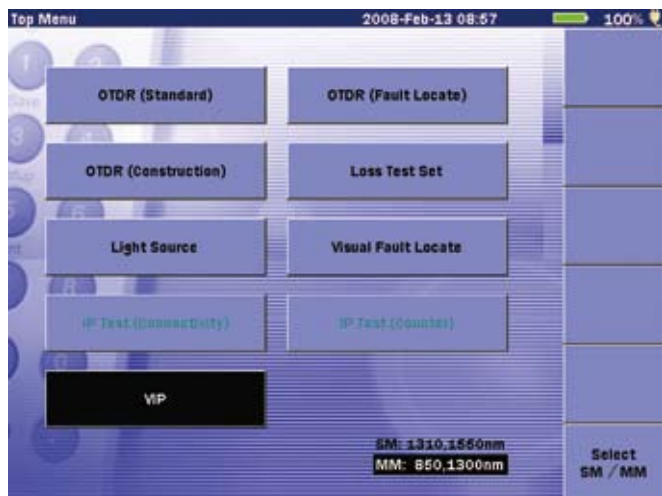 Top Menu 2008-Feb-13 08:57 100%
OTDR (Standard) OTDR (Fault Locate)
OTDR (Construction) Loss Test Set
Light Source Visual Fault Locate
IP Test (Connectivity) IP Test (Counter)
VIP
SM: 1310,1550nm
MM: 850,1300nm
Select
SM / MM